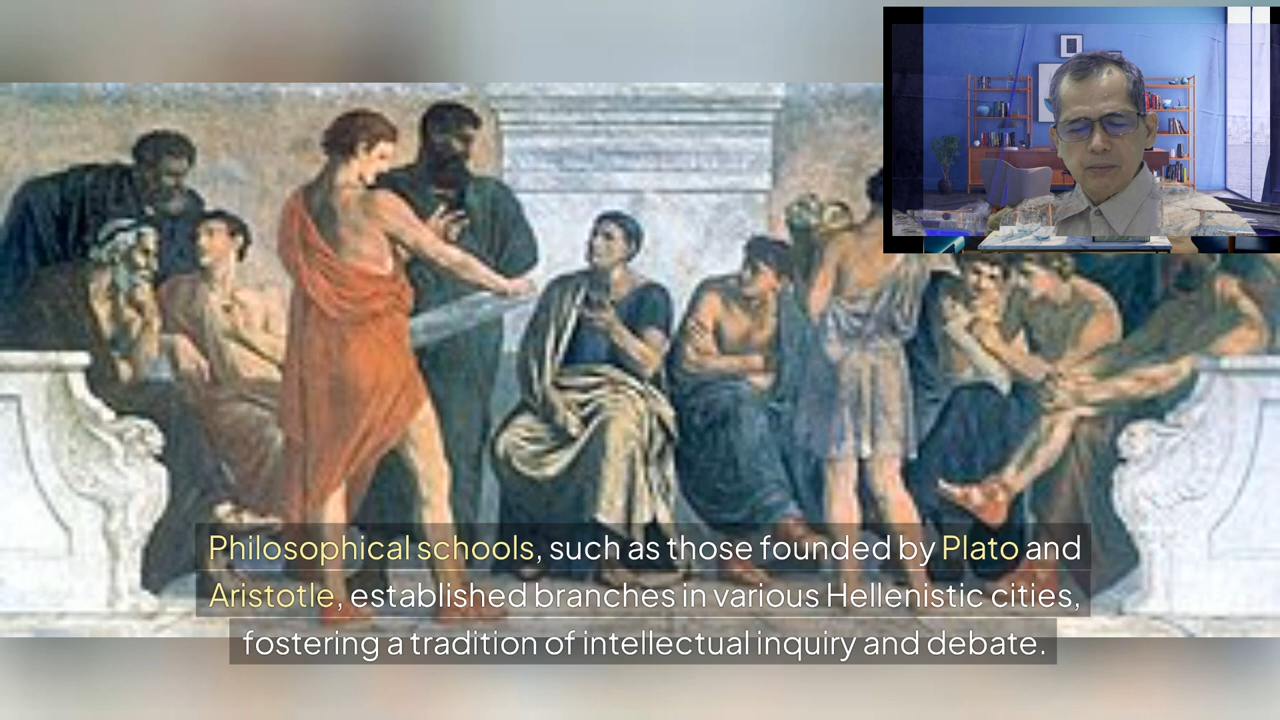 Philosophical schools, such as those founded by Plato and
Aristotle, established branches in various Hellenistic cities,
fostering a tradition of intellectual inquiry and debate.